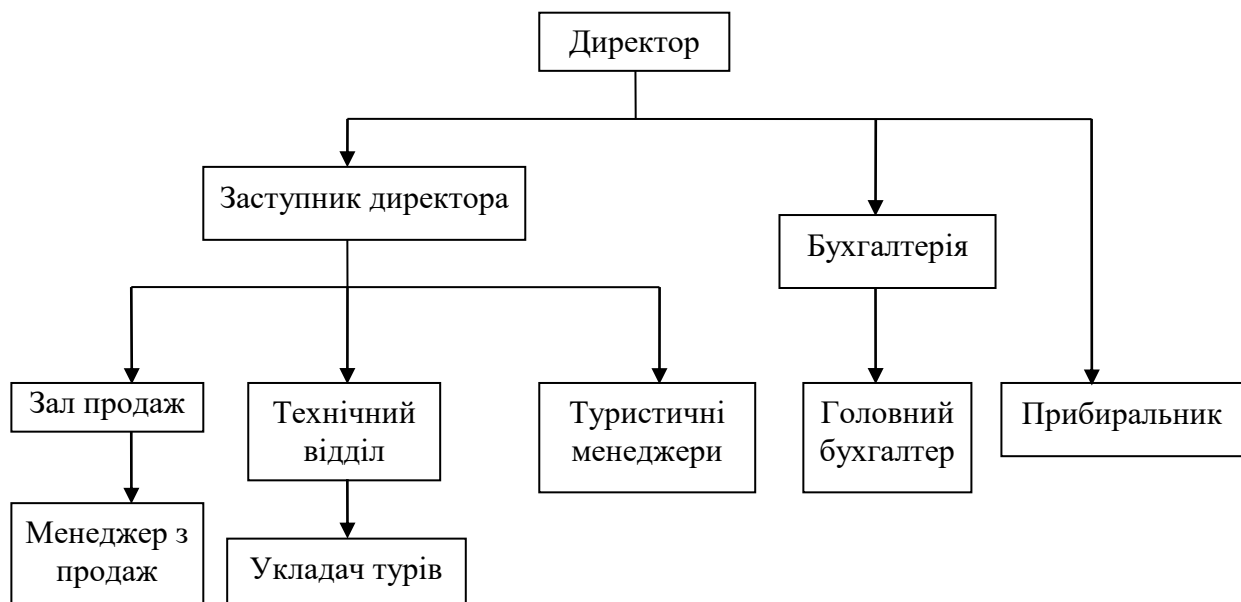 Директор
Заступник директора
Бухгалтерія
Зал продаж
Технічний
відділ
Туристичні
менеджери
Головний
бухгалтер
Прибиральник
Менеджер з
продаж
Укладач турів